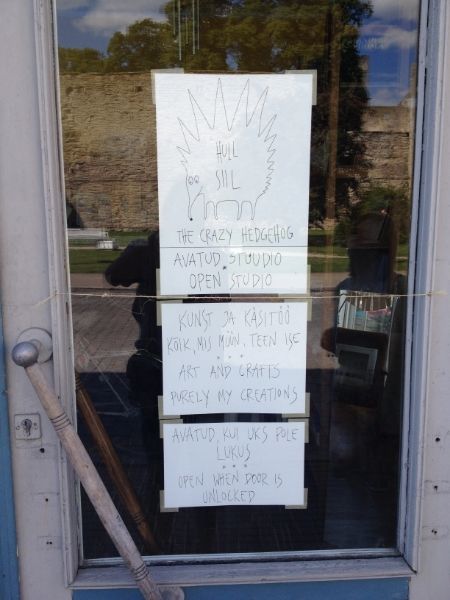 HULL
SIIL
THE CRAZY HEDGEHOG
AVATUD STUUDIO
*
OPEN STUDIO
KUNST JA KÄSITÖÖ
KÕIK, MIS MÜÜN, TEEN ISE
* * *
ART AND CRAFTS
PURELY MY CREATIONS
AVATUD, KUI UKS POLE
LUKUS
* * *
OPEN WHEN DOOR IS
UNLOCKED